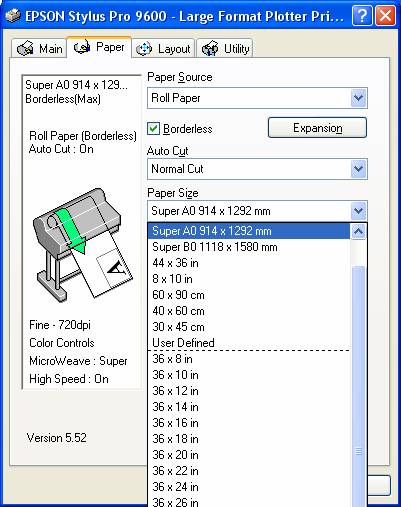 EPSON Stylus Pro 9600 - Large Format Plotter Pri...
Main
Paper
Layout
Utility
Super A0 914 x 129...
Borderless(Max)
Roll Paper (Borderless)
Auto Cut : On
A
Fine - 720dpi
Color Controls
MicroWeave : Super
High Speed : On
Version 5.52
Paper Source
Roll Paper
Borderless
Expansion
Auto Cut
Normal Cut
Paper Size
Super A0 914 x 1292 mm
Super A0 914 x 1292 mm
Super B0 1118 x 1580 mm
44 x 36 in
8 x 10 in
60 x 90 cm
40 x 60 cm
30 x 45 cm
User Defined
36 x 8 in
36 x 10 in
36 x 12 in
36 x 14 in
36 x 16 in
36 x 18 in
36 x 20 in
36 x 22 in
36 x 24 in
36 x 26 in